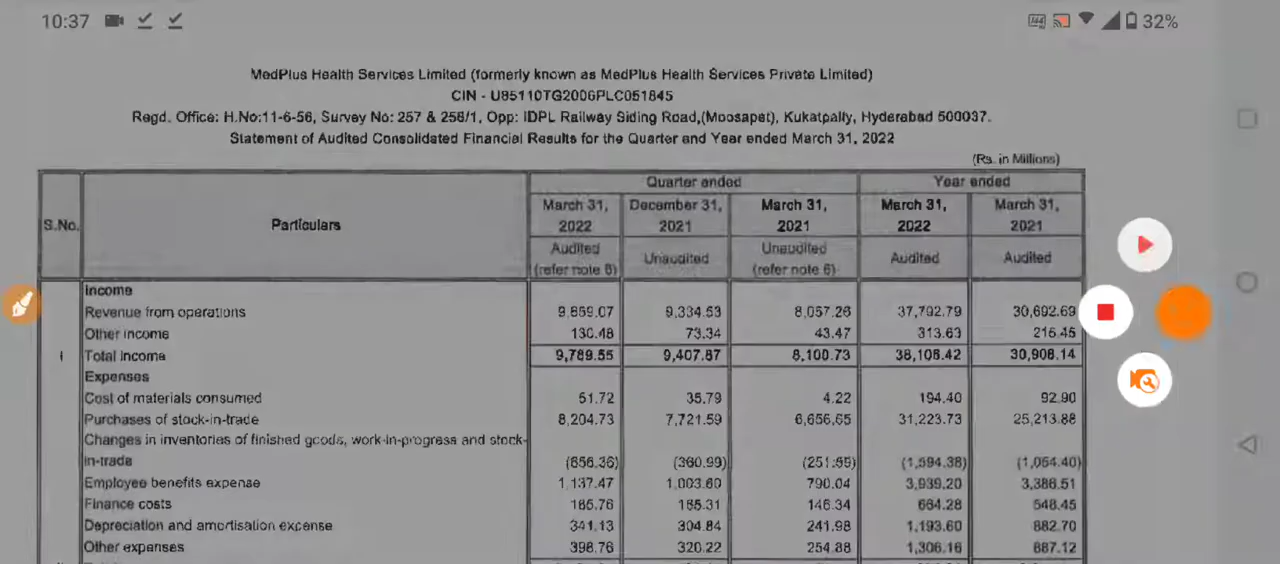 10:37 32%
MedPlus Health Services Limited (formerly known as MedPlus Health Services Private Limited)
CIN - U85110TG2006PLC051845
Regd. Office: H.No:11-6-56, Survey No: 257 & 258/1, Opp: IDPL Railway Siding Road,(Moosapet), Kukatpally, Hyderabad 500037.
Statement of Audited Consolidated Financial Results for the Quarter and Year ended March 31, 2022
(Rs. in Millions)
Quarter ended Year ended
S.No. Particulars March 31, 2022 December 31, 2021 March 31, 2021 March 31, 2022 March 31, 2021
Audited (refer note 6) Unaudited Unaudited (refer note 6) Audited Audited
Income
Revenue from operations 9,659.07 9,334.53 8,057.26 37,792.79 30,692.69
Other income 130.48 73.34 43.47 313.63 215.45
I Total income 9,789.55 9,407.87 8,100.73 38,106.42 30,908.14
Expenses
Cost of materials consumed 51.72 35.79 4.22 194.40 92.90
Purchases of stock-in-trade 8,204.73 7,721.59 6,656.65 31,223.73 25,213.88
Changes in inventories of finished goods, work-in-progress and stock-
in-trade (656.36) (360.99) (1,594.38) (1,064.40)
Employee benefits expense 1,137.47 1,003.60 790.04 3,939.20 3,386.51
Finance costs 185.76 165.31 146.34 664.28 548.45
Depreciation and amortisation expense 341.13 304.84 241.98 1,193.60 882.70
Other expenses 398.76 320.22 254.88 1,306.16 887.12